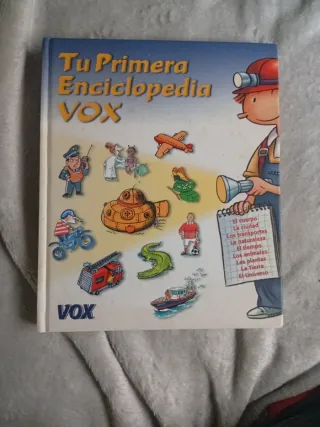 Tu Primera
Enciclopedia
VOX
El cuerpo
La ciudad
Los transportes
La naturaleza
El tiempo
Los animales
Las plantas
La Tierra
El Universo
VOX